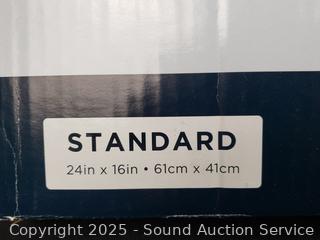 STANDARD
24in x 16in • 61cm x 41cm
Copyright 2025 - Sound Auction Service